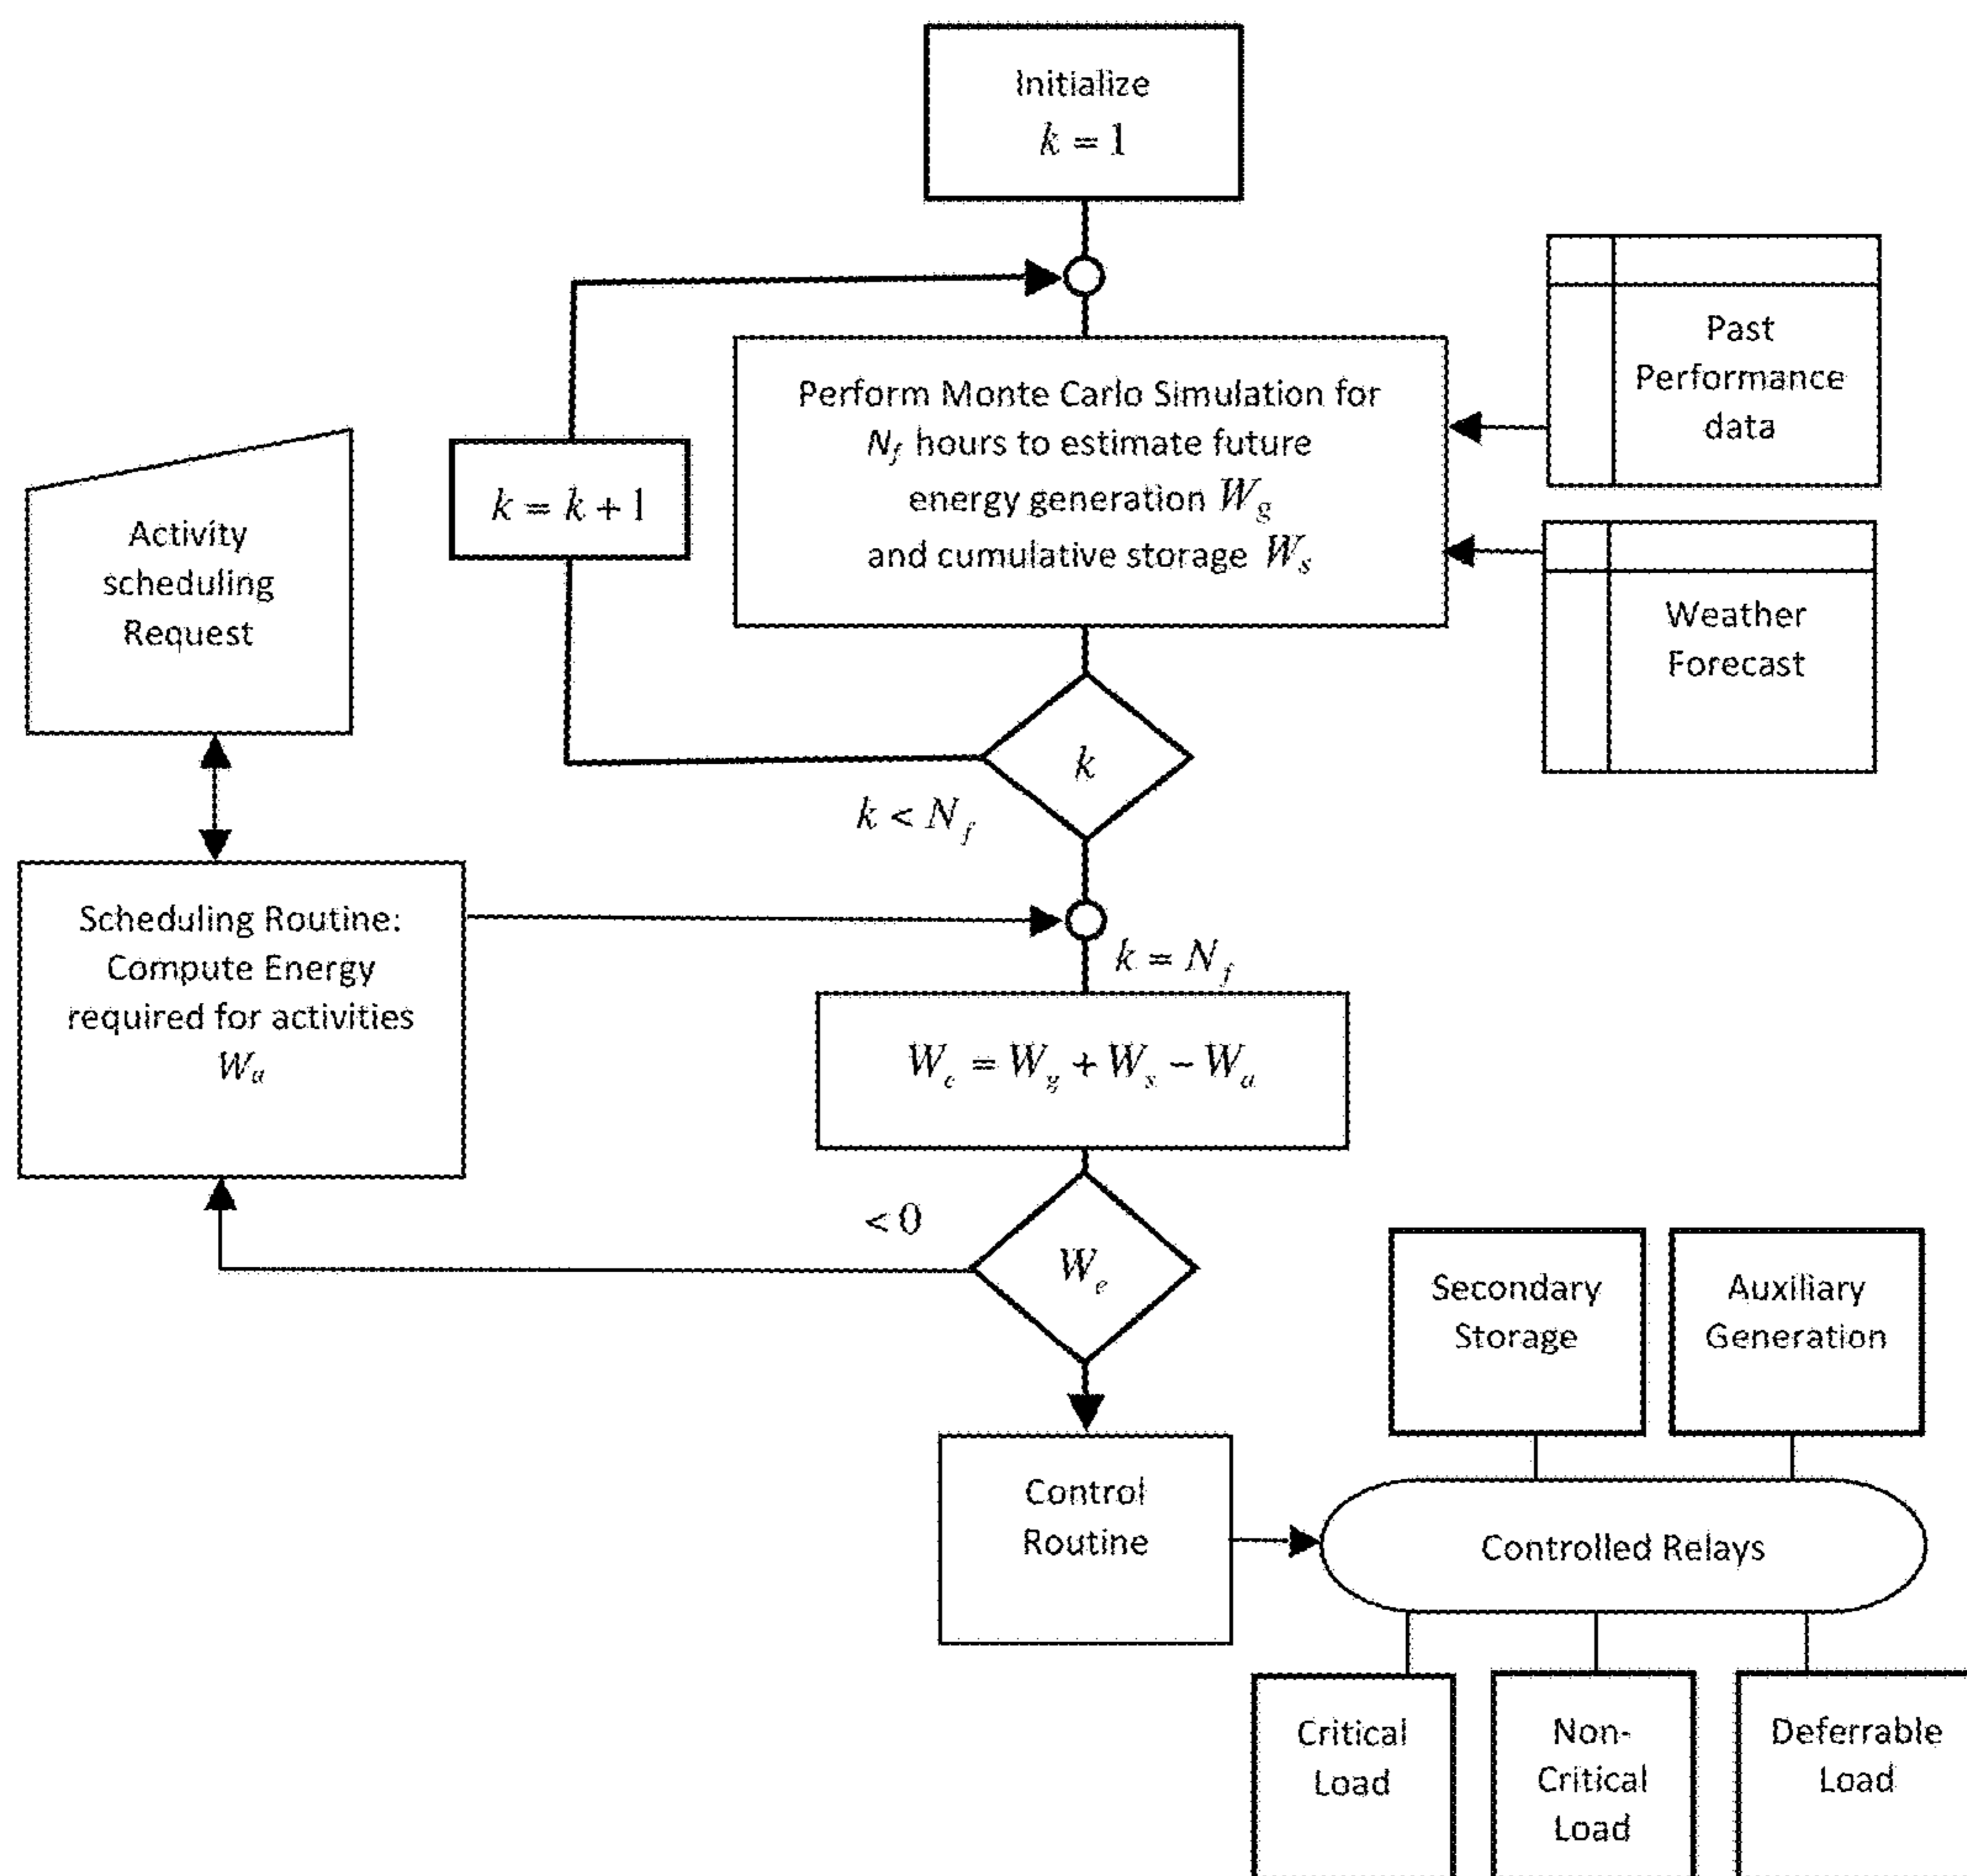 Initialize
k = 1
Past
Performance
data
Perform Monte Carlo Simulation for
N_f hours to estimate future
energy generation W_g
and cumulative storage W_s
k = k + 1
Activity
scheduling
Request
Weather
Forecast
k
k < N_f
Scheduling Routine:
Compute Energy
required for activities
W_a
k = N_f
W_e = W_g + W_s − W_a
< 0
W_e
Secondary
Storage
Auxiliary
Generation
Control
Routine
Controlled Relays
Critical
Load
Non-
Critical
Load
Deferrable
Load